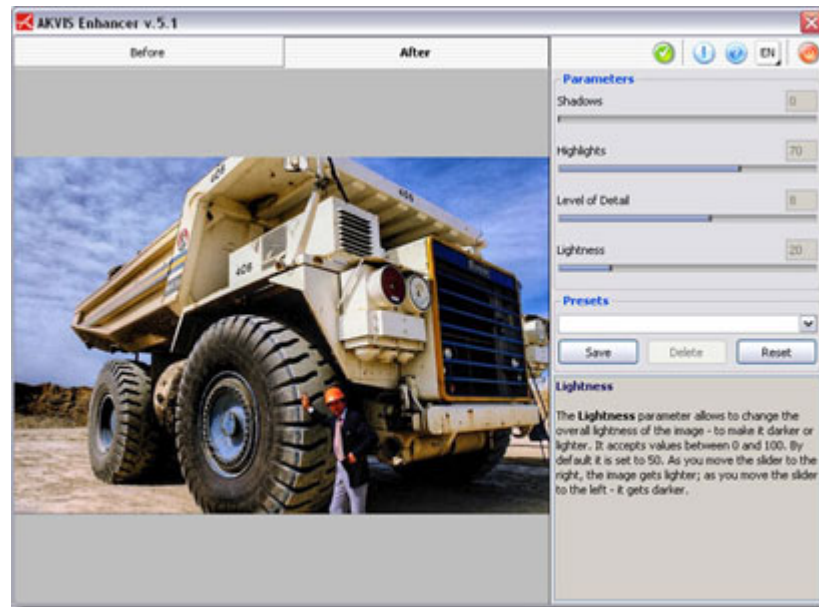 AKVIS Enhancer v.5.1
Before
After
EN
Parameters
Shadows
0
Highlights
70
Level of Detail
8
Lightness
20
Presets
Save
Delete
Reset
Lightness
The Lightness parameter allows to change the
overall lightness of the image - to make it darker or
lighter. It accepts values between 0 and 100. By
default it is set to 50. As you move the slider to the
right, the image gets lighter; as you move the slider
to the left - it gets darker.
408
408
408